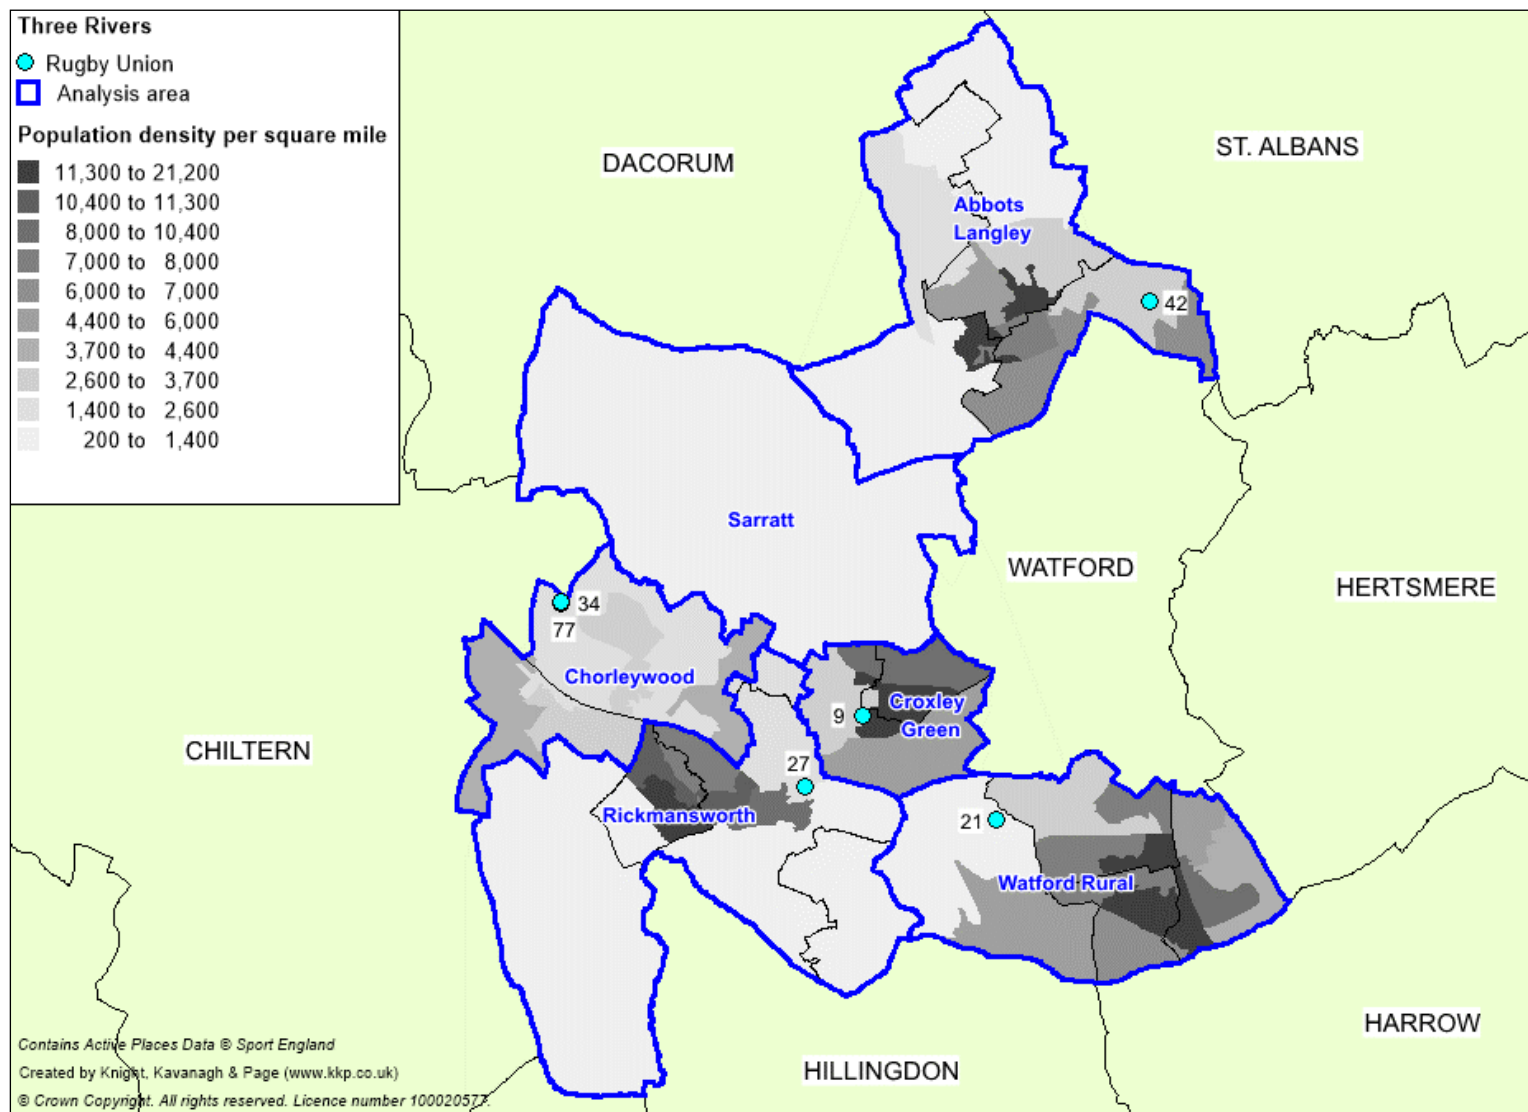 Three Rivers
Rugby Union
Analysis area
Population density per square mile
11,300 to 21,200
10,400 to 11,300
8,000 to 10,400
7,000 to 8,000
6,000 to 7,000
4,400 to 6,000
3,700 to 4,400
2,600 to 3,700
1,400 to 2,600
200 to 1,400
DACORUM
ST. ALBANS
Abbots
Langley
42
Sarratt
WATFORD
HERTSMERE
34
77
Chorleywood
9
Croxley
Green
CHILTERN
27
Rickmansworth
21
Watford Rural
HARROW
HILLINGDON
Contains Active Places Data © Sport England
Created by Knight, Kavanagh & Page (www.kkp.co.uk)
© Crown Copyright. All rights reserved. Licence number 100020577.